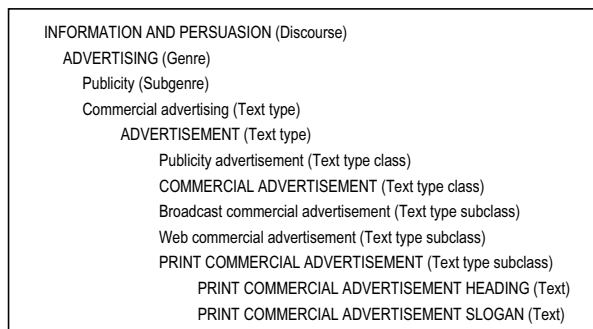 INFORMATION AND PERSUASION (Discourse)
ADVERTISING (Genre)
Publicity (Subgenre)
Commercial advertising (Text type)
ADVERTISEMENT (Text type)
Publicity advertisement (Text type class)
COMMERCIAL ADVERTISEMENT (Text type class)
Broadcast commercial advertisement (Text type subclass)
Web commercial advertisement (Text type subclass)
PRINT COMMERCIAL ADVERTISEMENT (Text type subclass)
PRINT COMMERCIAL ADVERTISEMENT HEADING (Text)
PRINT COMMERCIAL ADVERTISEMENT SLOGAN (Text)